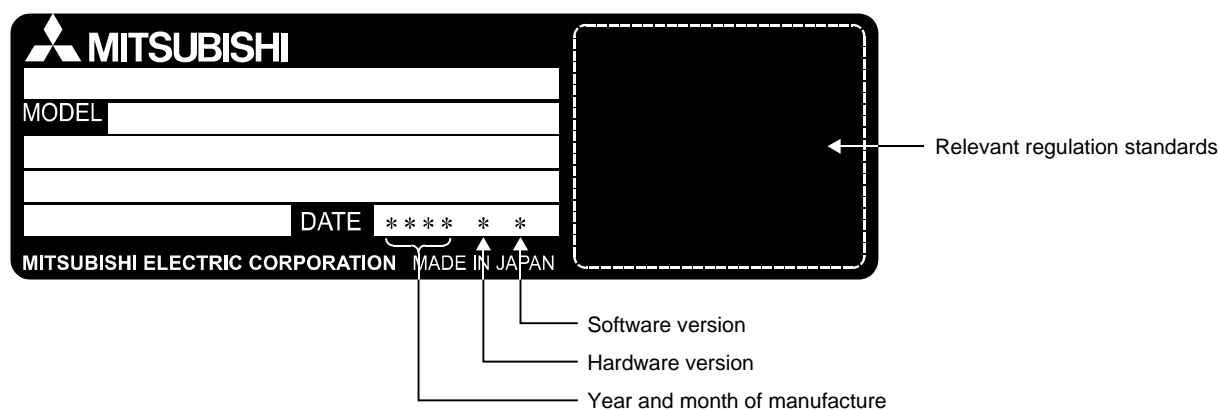 MITSUBISHI
MODEL
DATE **** * *
MITSUBISHI ELECTRIC CORPORATION MADE IN JAPAN
Relevant regulation standards
Software version
Hardware version
Year and month of manufacture